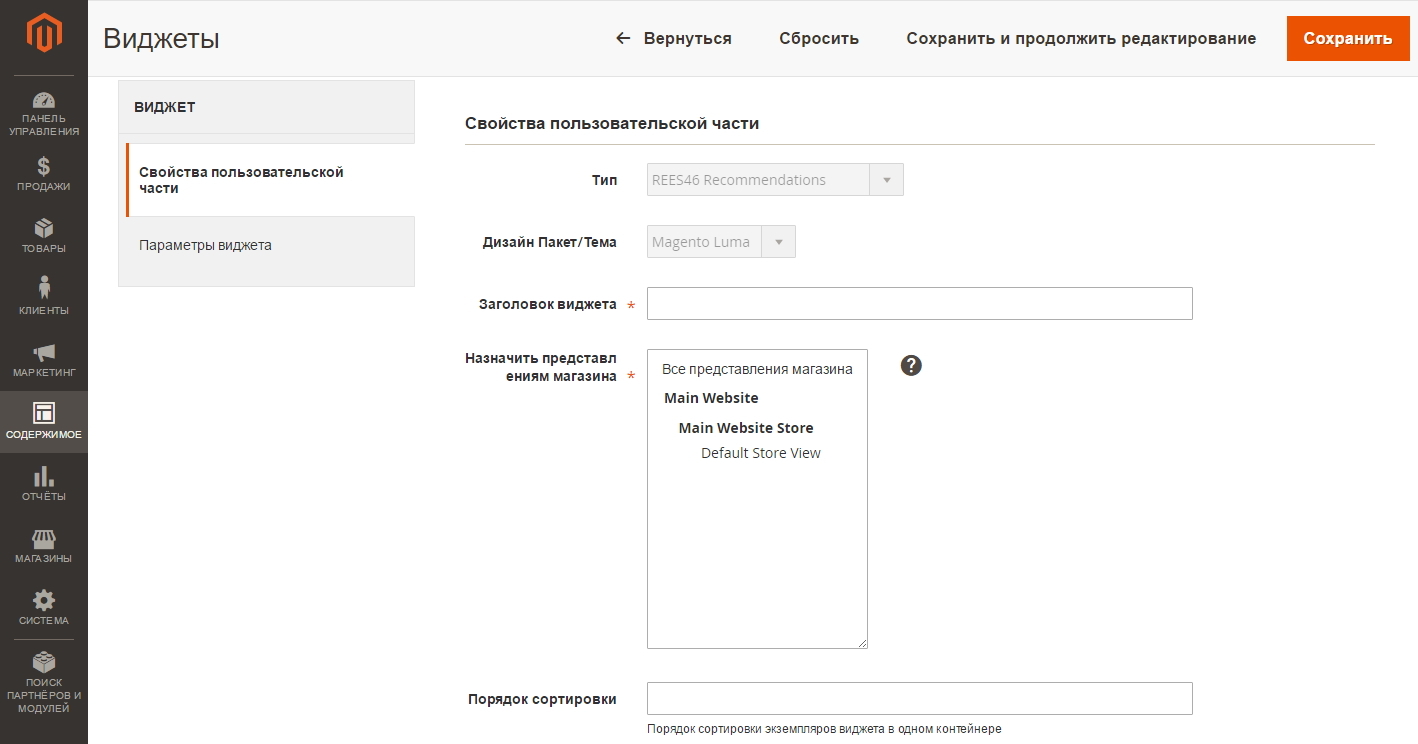 Виджеты
Вернуться
Сбросить
Сохранить и продолжить редактирование
Сохранить
ПАНЕЛЬ
УПРАВЛЕНИЯ
ПРОДАЖИ
ТОВАРЫ
КЛИЕНТЫ
МАРКЕТИНГ
СОДЕРЖИМОЕ
ОТЧЁТЫ
МАГАЗИНЫ
СИСТЕМА
ПОИСК
ПАРТНЁРОВ И
МОДУЛЕЙ
ВИДЖЕТ
Свойства пользовательской
части
Параметры виджета
Свойства пользовательской части
Тип
REES46 Recommendations
Дизайн Пакет/Тема
Magento Luma
Заголовок виджета *
Назначить представл
ениям магазина *
Все представления магазина
Main Website
Main Website Store
Default Store View
?
Порядок сортировки
Порядок сортировки экземпляров виджета в одном контейнере